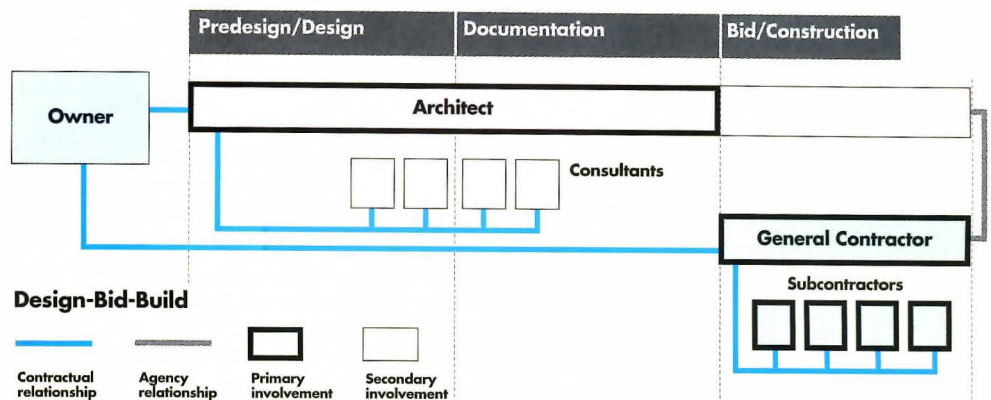 Predesign/Design
Documentation
Bid/Construction
Owner
Architect
Consultants
General Contractor
Subcontractors
Design-Bid-Build
Contractual
relationship
Agency
relationship
Primary
involvement
Secondary
involvement